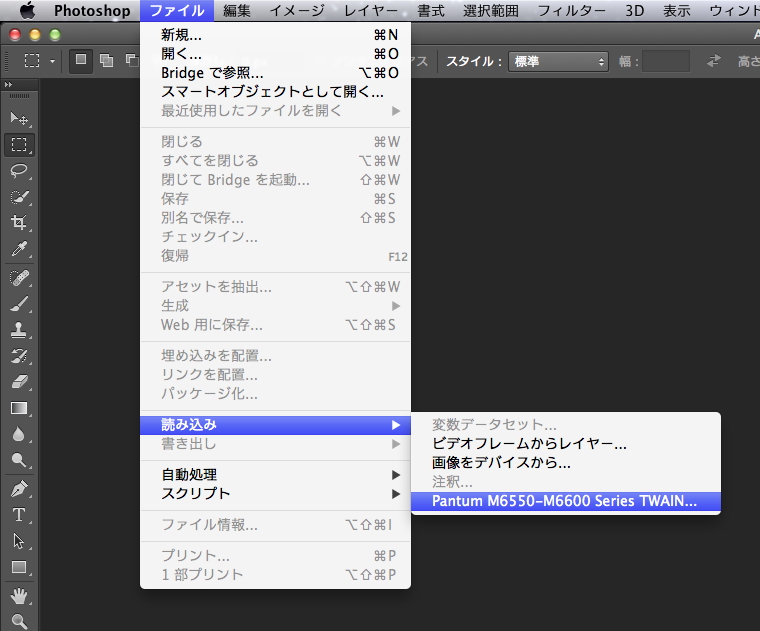 Photoshop ファイル 編集 イメージ レイヤー 書式 選択範囲 フィルター 3D 表示 ウィンド
新規... ⌘N
開く... ⌘O
Bridge で参照... ⌥⌘O
スマートオブジェクトとして開く...
最近使用したファイルを開く
アス スタイル : 標準 幅 : 高さ
閉じる ⌘W
すべてを閉じる ⌥⌘W
閉じて Bridge を起動... ⇧⌘W
保存 ⌘S
別名で保存... ⇧⌘S
チェックイン...
復帰 F12
アセットを抽出... ⌥⇧⌘W
生成
Web 用に保存... ⌥⇧⌘S
埋め込みを配置...
リンクを配置...
パッケージ化...
読み込み
書き出し
自動処理
スクリプト
ファイル情報... ⌥⇧⌘I
プリント... ⌘P
1 部プリント ⌥⇧⌘P
変数データセット...
ビデオフレームからレイヤー...
画像をデバイスから...
注釈...
Pantum M6550-M6600 Series TWAIN...